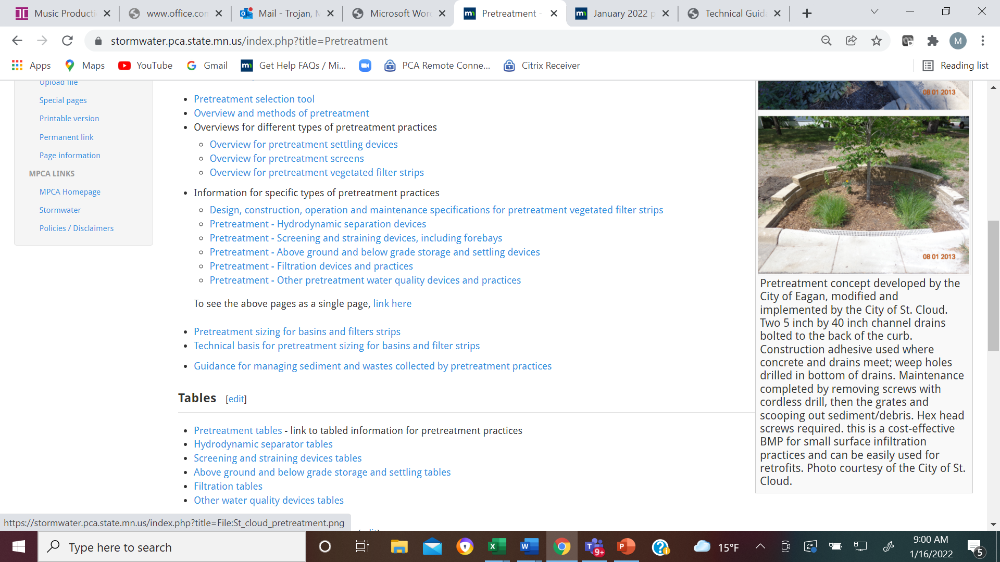 Music Producti
www.office.con
Mail - Trojan, M
Microsoft Word
Pretreatment -
January 2022 p
Technical Guida
stormwater.pca.state.mn.us/index.php?title=Pretreatment
M
Apps
Maps
YouTube
Gmail
Get Help FAQs / Mi...
PCA Remote Conne...
Citrix Receiver
Reading list
Upload file
Special pages
Printable version
Permanent link
Page information
MPCA LINKS
MPCA Homepage
Stormwater
Policies / Disclaimers
• Pretreatment selection tool
• Overview and methods of pretreatment
• Overviews for different types of pretreatment practices
◦ Overview for pretreatment settling devices
◦ Overview for pretreatment screens
◦ Overview for pretreatment vegetated filter strips
• Information for specific types of pretreatment practices
◦ Design, construction, operation and maintenance specifications for pretreatment vegetated filter strips
◦ Pretreatment - Hydrodynamic separation devices
◦ Pretreatment - Screening and straining devices, including forebays
◦ Pretreatment - Above ground and below grade storage and settling devices
◦ Pretreatment - Filtration devices and practices
◦ Pretreatment - Other pretreatment water quality devices and practices
To see the above pages as a single page, link here
• Pretreatment sizing for basins and filters strips
• Technical basis for pretreatment sizing for basins and filter strips
• Guidance for managing sediment and wastes collected by pretreatment practices
Tables [edit]
• Pretreatment tables - link to tabled information for pretreatment practices
• Hydrodynamic separator tables
• Screening and straining devices tables
• Above ground and below grade storage and settling tables
• Filtration tables
• Other water quality devices tables
08 01 2013
08 01 2013
Pretreatment concept developed by the
City of Eagan, modified and
implemented by the City of St. Cloud.
Two 5 inch by 40 inch channel drains
bolted to the back of the curb.
Construction adhesive used where
concrete and drains meet; weep holes
drilled in bottom of drains. Maintenance
completed by removing screws with
cordless drill, then the grates and
scooping out sediment/debris. Hex head
screws required. this is a cost-effective
BMP for small surface infiltration
practices and can be easily used for
retrofits. Photo courtesy of the City of St.
Cloud.
https://stormwater.pca.state.mn.us/index.php?title=File:St_cloud_pretreatment.png
Type here to search
9+
15°F
9:00 AM
1/16/2022
5